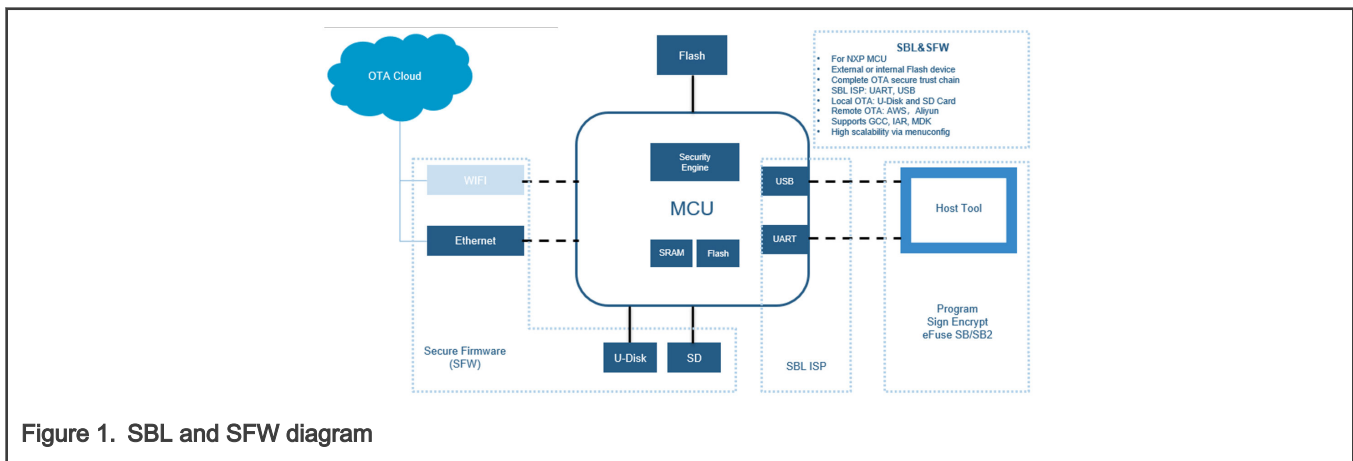 OTA Cloud
Flash
SBL&SFW
• For NXP MCU
• External or internal Flash device
• Complete OTA secure trust chain
• SBL ISP: UART, USB
• Local OTA: U-Disk and SD Card
• Remote OTA: AWS、Aliyun
• Supports GCC, IAR, MDK
• High scalability via menuconfig
WIFI
Ethernet
Security
Engine
MCU
SRAM
Flash
USB
UART
Host Tool
Secure Firmware
(SFW)
U-Disk
SD
SBL ISP
Program
Sign Encrypt
eFuse SB/SB2
Figure 1. SBL and SFW diagram